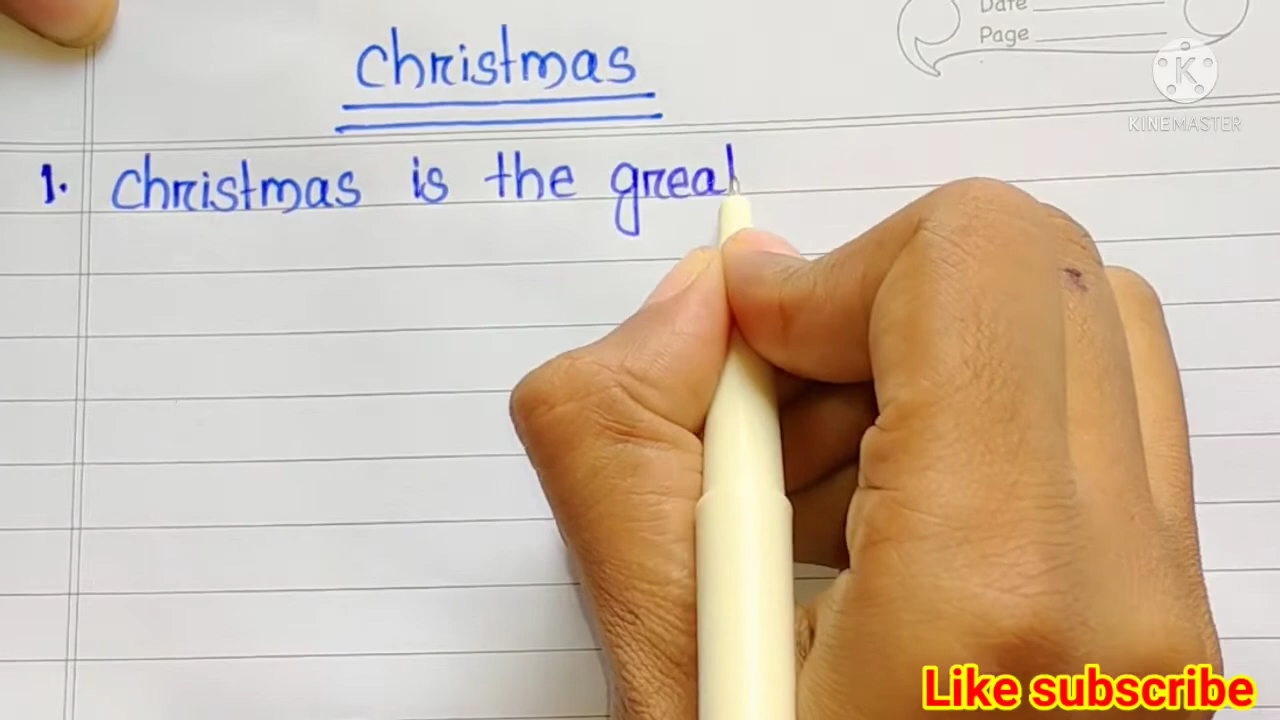 Date
Page
K
KINEMASTER
Christmas
1. Christmas is the great
Like subscribe